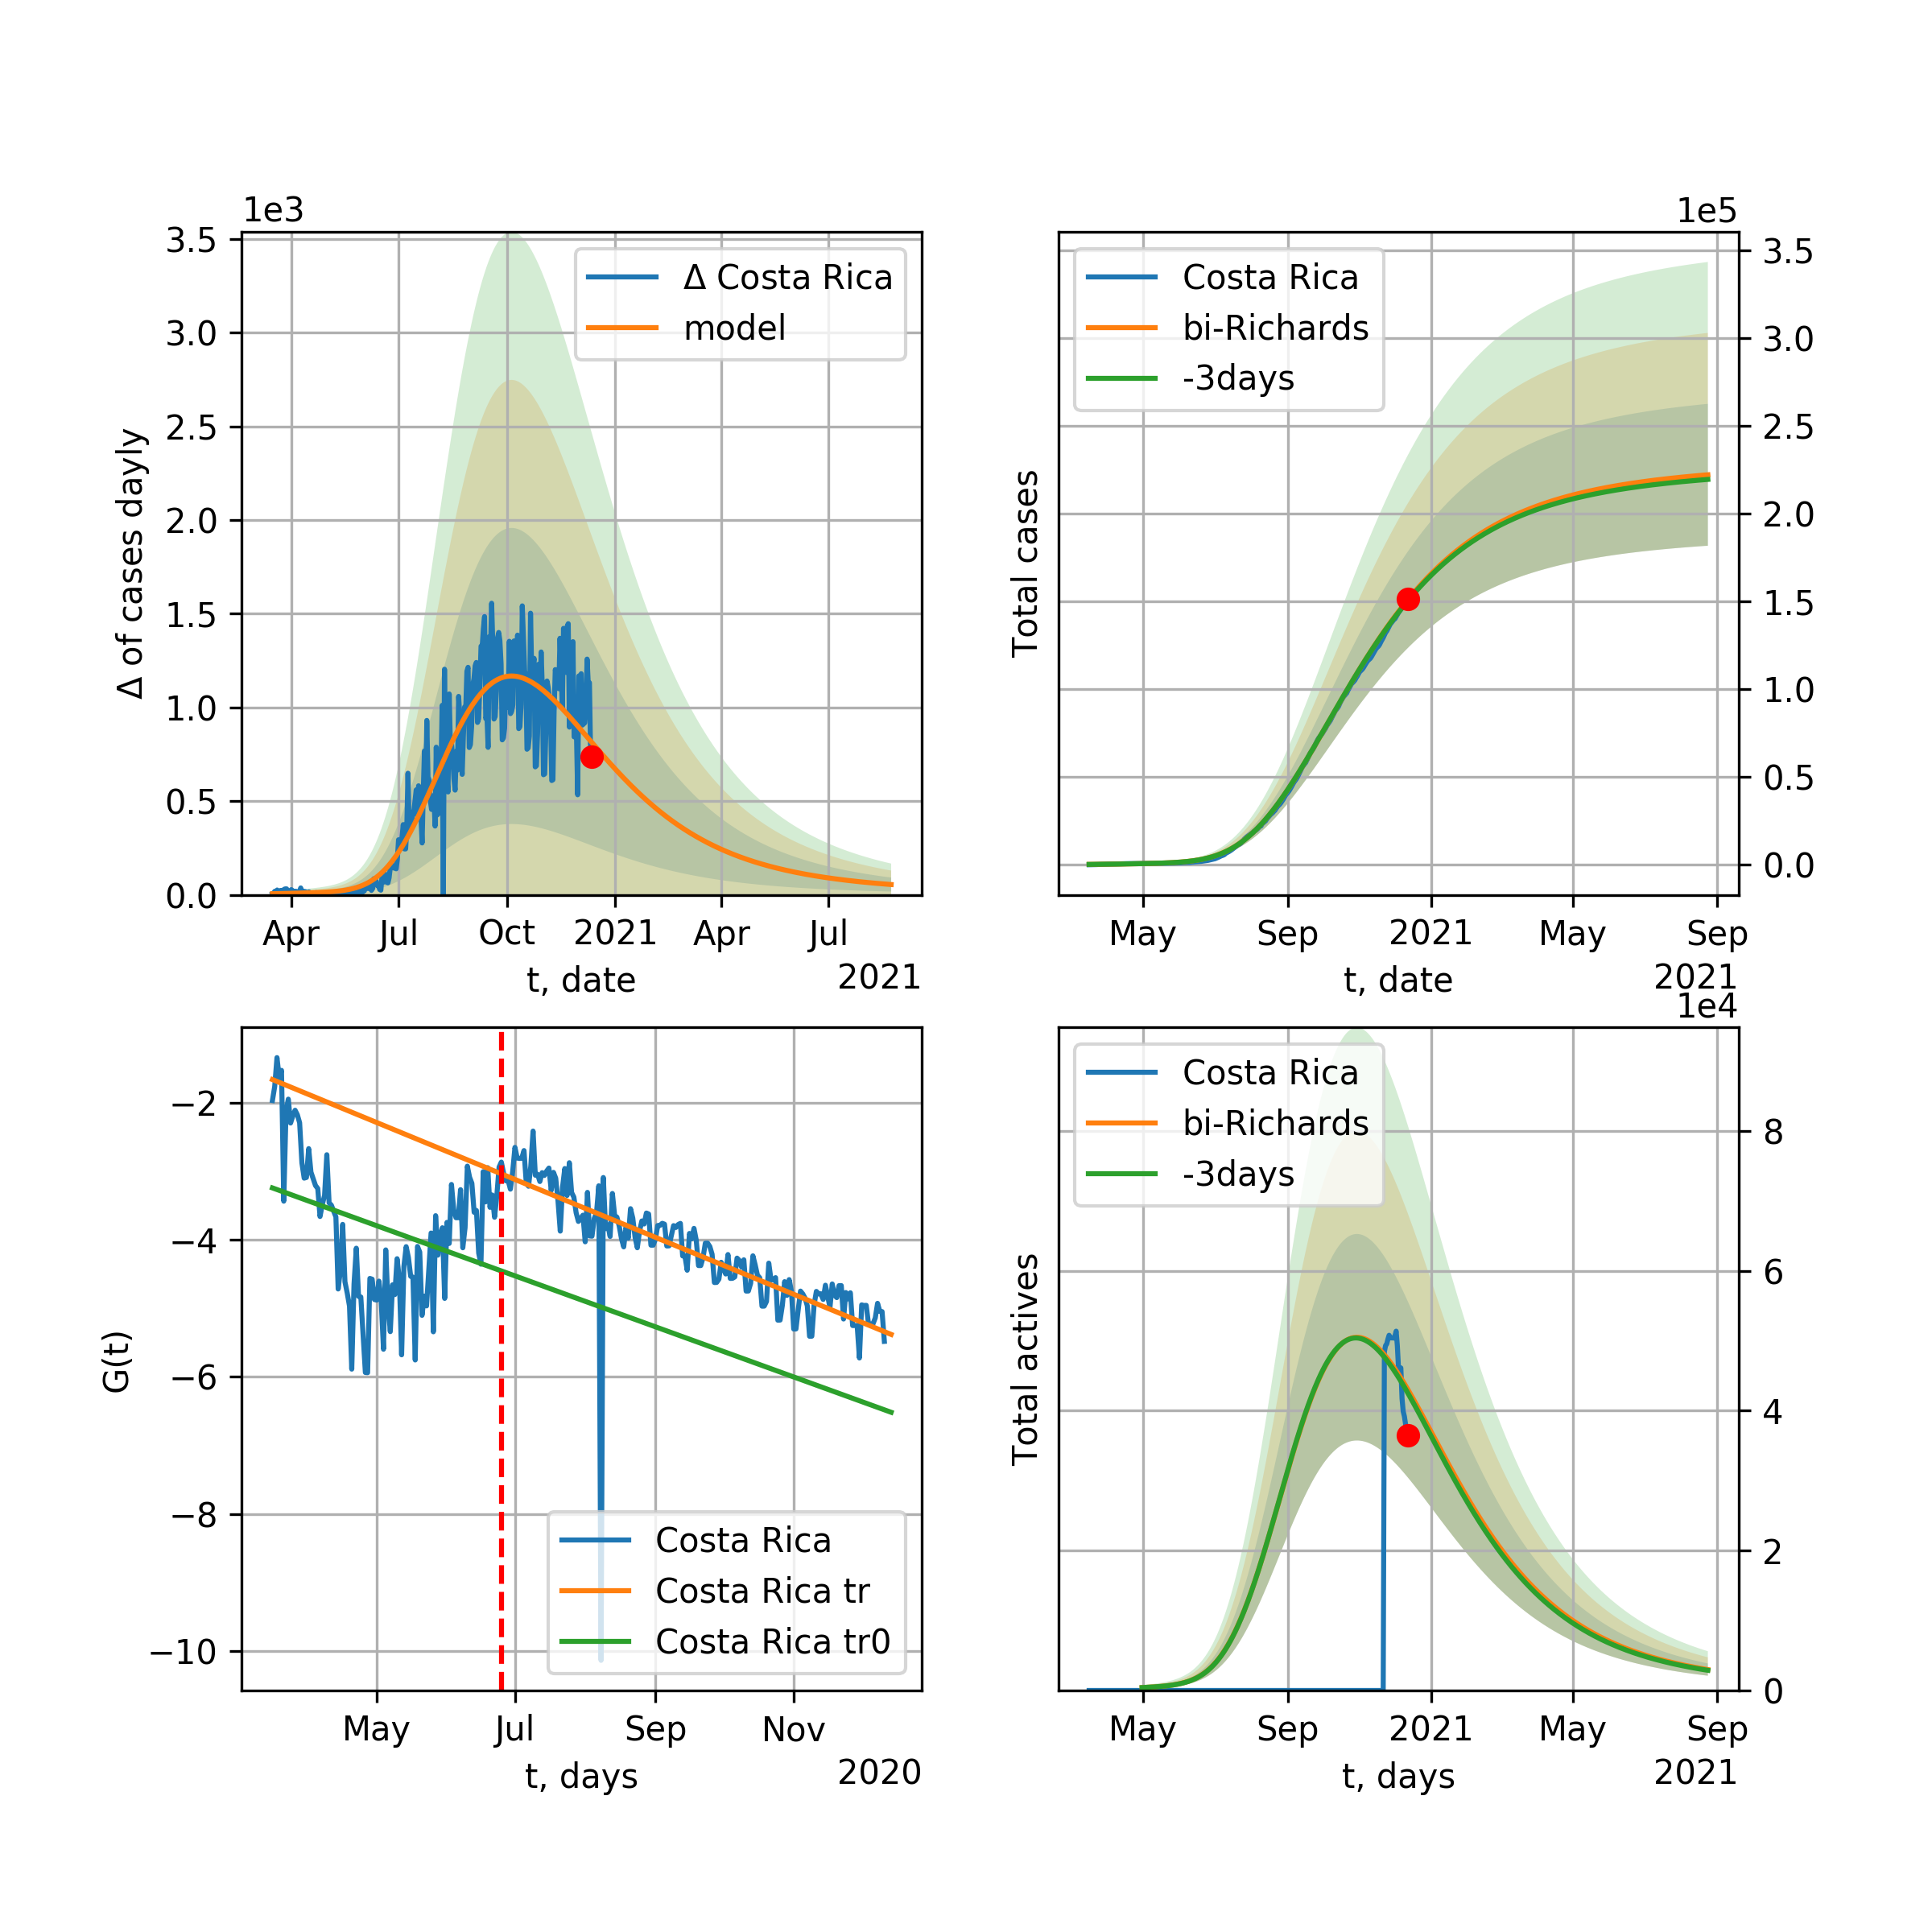 1e3
3.5
3.0
2.5
2.0
1.5
1.0
0.5
0.0
Δ of cases dayly
Δ Costa Rica
model
Apr Jul Oct 2021 Apr Jul
t, date
2021
1e5
3.5
3.0
2.5
2.0
1.5
1.0
0.5
0.0
Total cases
Costa Rica
bi-Richards
-3days
May Sep 2021 May Sep
t, date
2021
−2
−4
−6
−8
−10
G(t)
Costa Rica
Costa Rica tr
Costa Rica tr0
May Jul Sep Nov
t, days
2020
1e4
8
6
4
2
0
Total actives
Costa Rica
bi-Richards
-3days
May Sep 2021 May Sep
t, days
2021